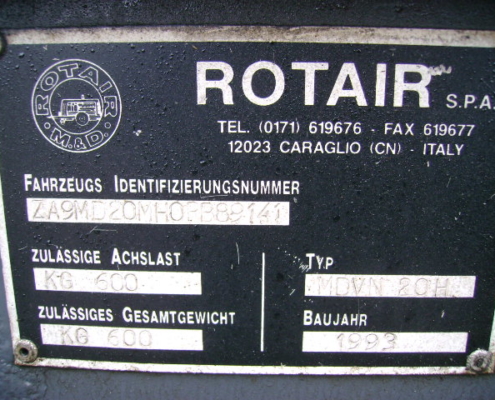 ROTAIR
M.&D.
ROTAIR S.P.A.
TEL. (0171) 619676 - FAX 619677
12023 CARAGLIO (CN) - ITALY
FAHRZEUGS IDENTIFIZIERUNGSNUMMER
ZULÄSSIGE ACHSLAST
KG 600
TYP
MDVN 20H
ZULÄSSIGES GESAMTGEWICHT
KG 600
BAUJAHR
1993